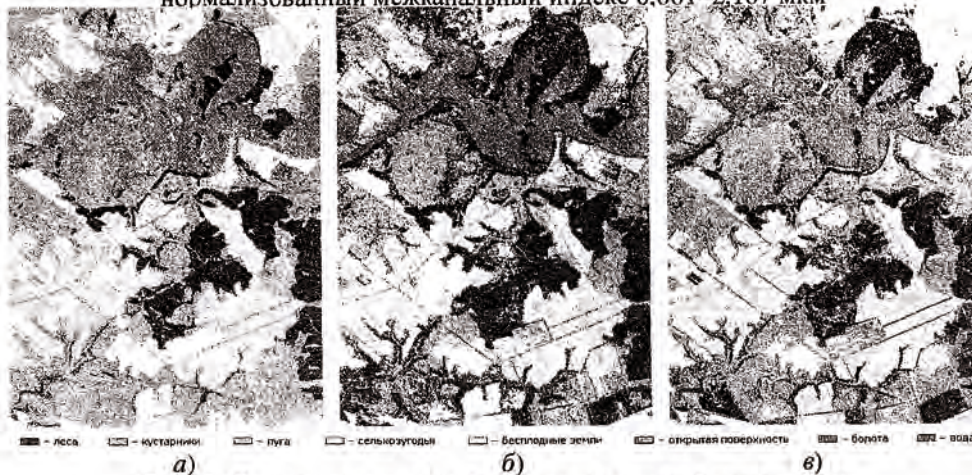 нормализованный межканальный индекс 0,661–2,167 мкм
– леса – кустарники – луга – сельхозугодья – бесплодные земли – открытая поверхность – болота – вода
а) б) в)